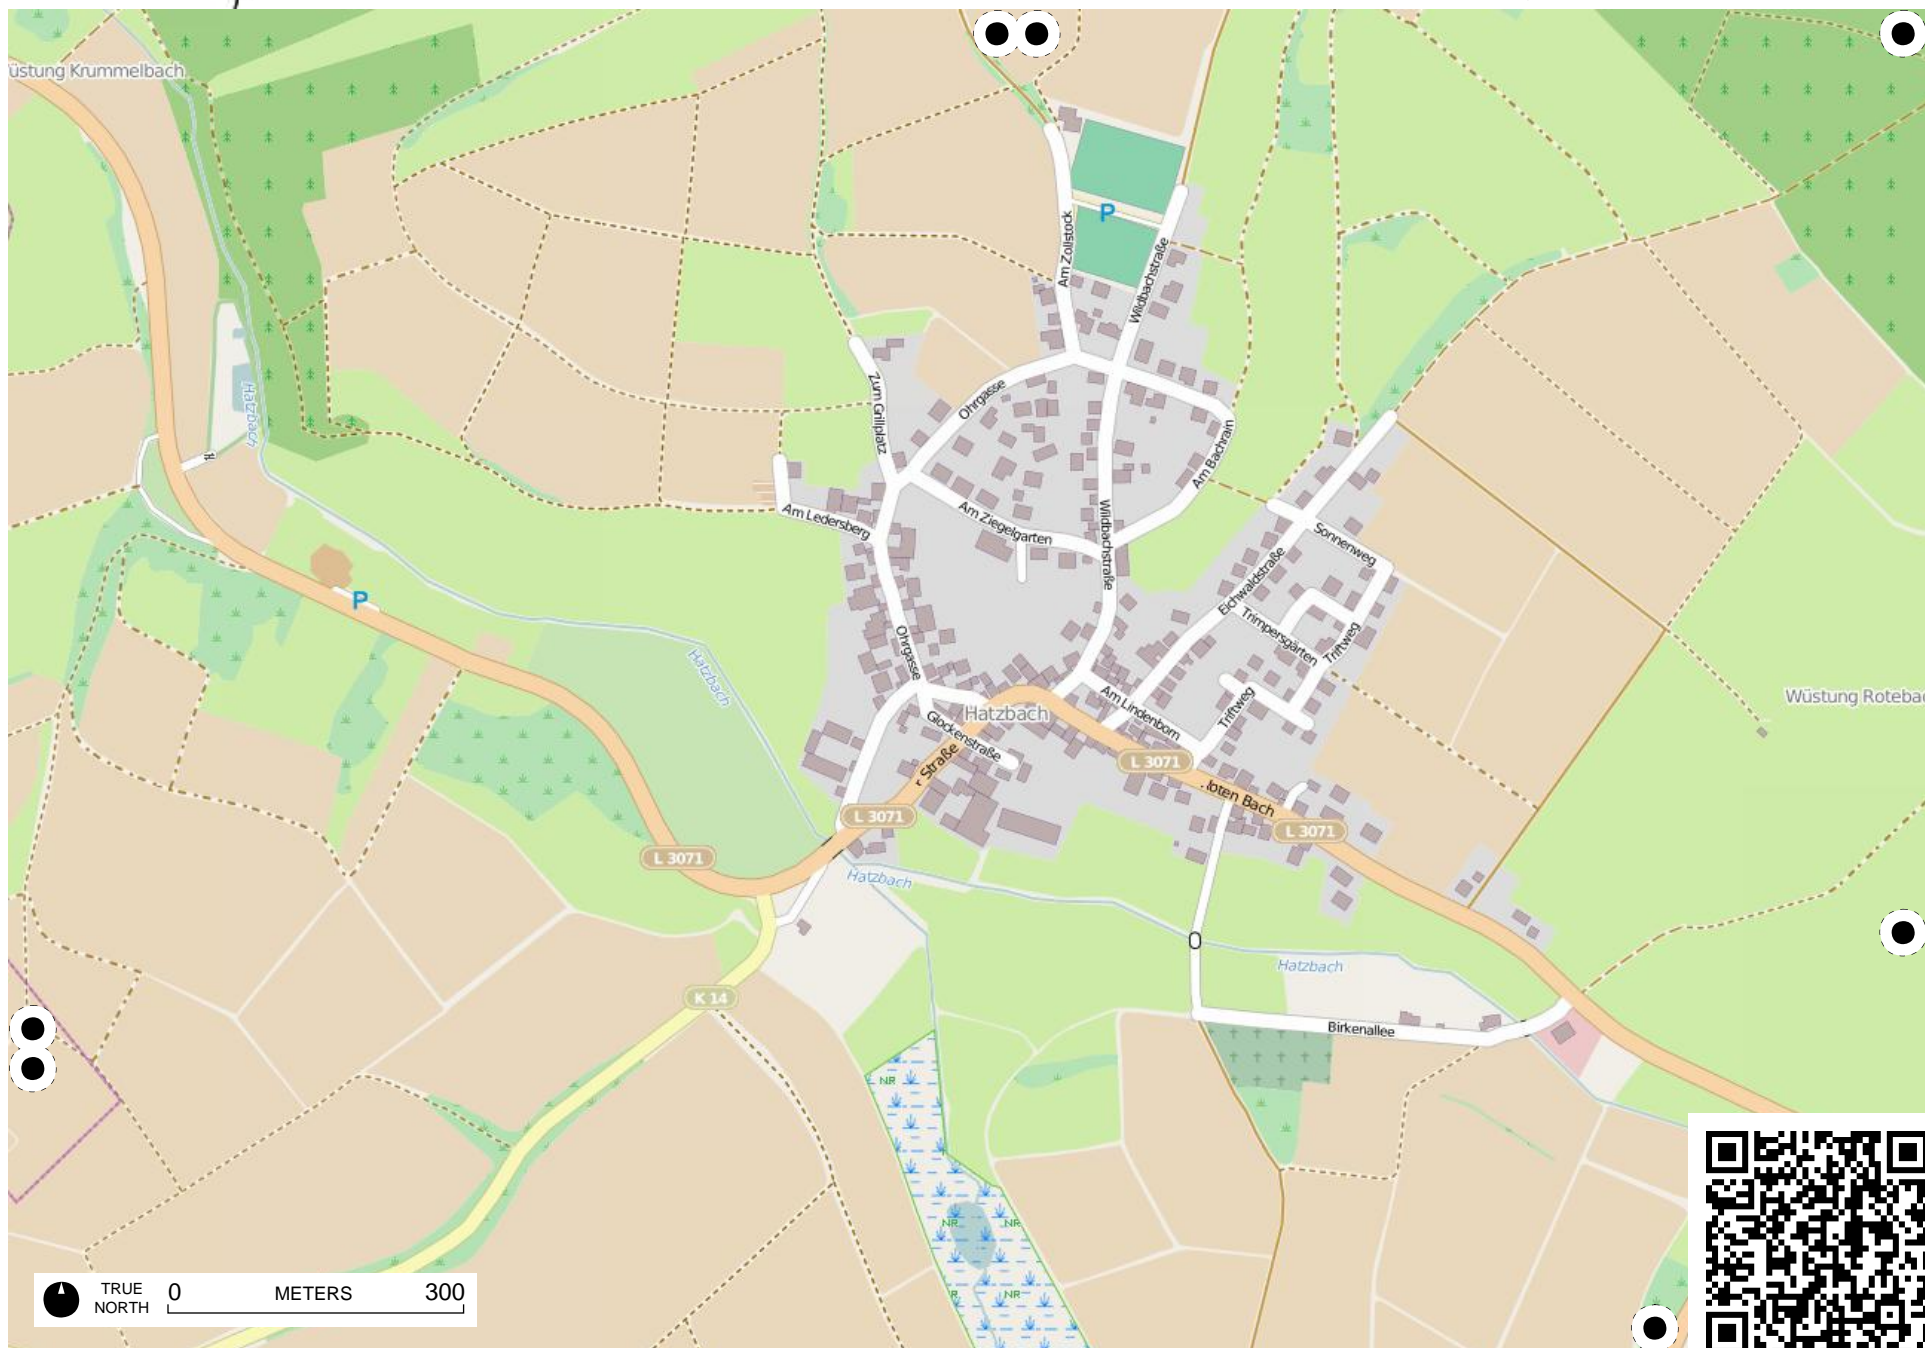 üstung Krummelbach
P
Am Zollstock
Wildbachstraße
Hatzbach
Zum Grillplatz
Ohrgasse
Am Bachrain
Am Ledersberg
Am Ziegelgarten
Wildbachstraße
Sonnenweg
Eichwaldstraße
P
Trimpersgärten
Triftweg
Ohrgasse
Hatzbach
Wüstung Rotebac
Am Lindenborn
Triftweg
Hatzbach
Glockenstraße
r Straße
L 3071
Roten Bach
L 3071
L 3071
L 3071
Hatzbach
Hatzbach
K 14
Birkenallee
NR
NR
NR
NR
R
TRUE
NORTH
0 METERS 300